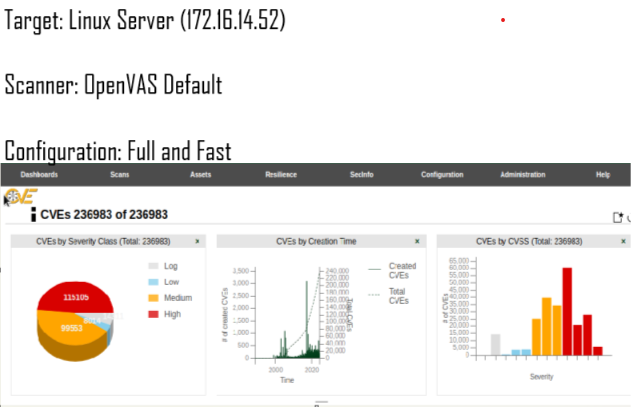 Target: Linux Server (172.16.14.52)
Scanner: OpenVAS Default
Configuration: Full and Fast
Dashboards Scans Assets Resilience SecInfo Configuration Administration Help
CVE
CVEs 236983 of 236983
CVEs by Severity Class (Total: 236983) × CVEs by Creation Time × CVEs by CVSS (Total: 236983) ×
115105
99553
Log
Low
Medium
High
# of created CVEs
3,500
3,000
2,500
2,000
1,500
1,000
500
0
2000 2020
Time
240,000
220,000
200,000
180,000
160,000
140,000
120,000
100,000
80,000
60,000
40,000
20,000
0
Total CVEs
Created CVEs
Total CVEs
# of CVEs
65,000
60,000
55,000
50,000
45,000
40,000
35,000
30,000
25,000
20,000
15,000
10,000
5,000
Severity